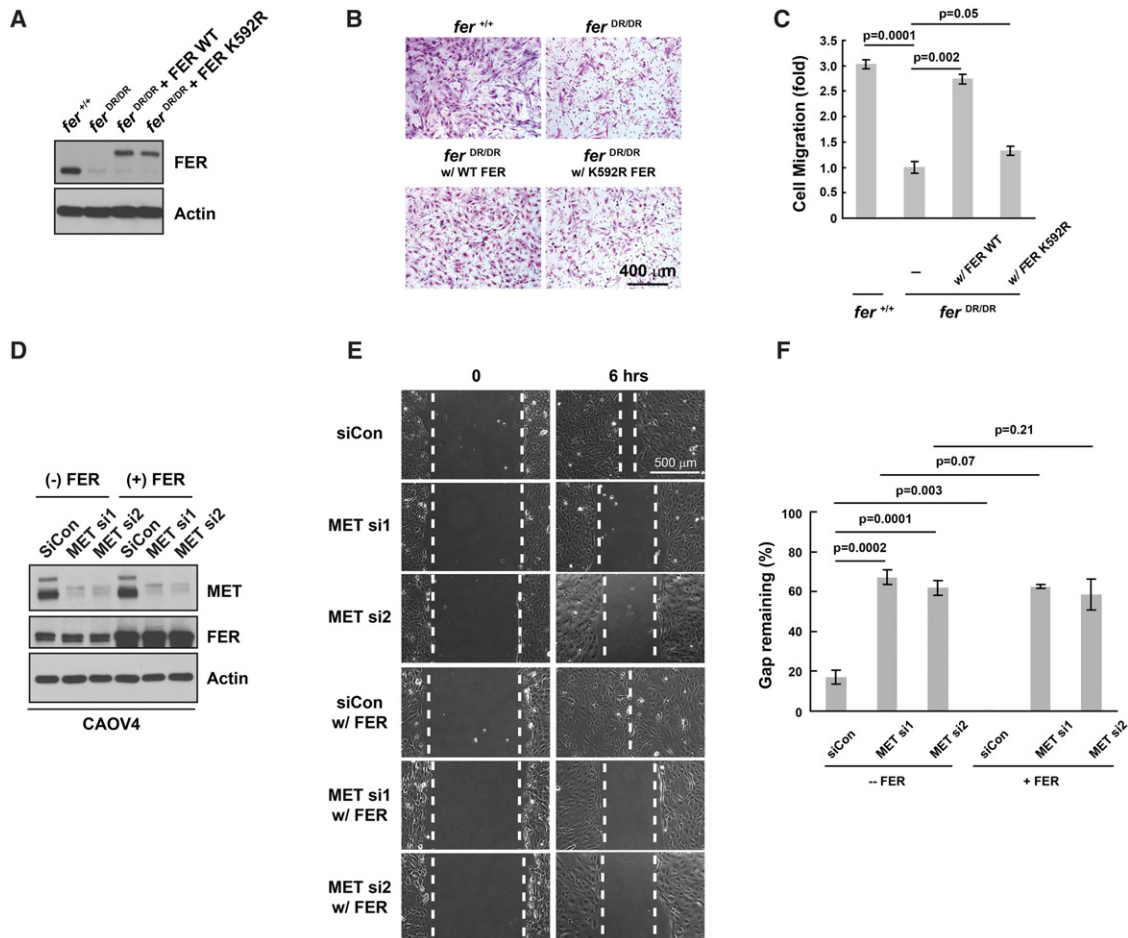 A
fer +/+
fer DR/DR
fer DR/DR + FER WT
fer DR/DR + FER K592R
FER
Actin
B
fer +/+
fer DR/DR
fer DR/DR
w/ WT FER
fer DR/DR
w/ K592R FER
400 µm
C
p=0.05
p=0.0001
p=0.002
Cell Migration (fold)
3.5
3.0
2.5
2.0
1.5
1.0
0.5
0
–
w/ FER WT
w/ FER K592R
fer +/+
fer DR/DR
D
(-) FER
(+) FER
SiCon
MET si1
MET si2
SiCon
MET si1
MET si2
MET
FER
Actin
CAOV4
E
0
6 hrs
siCon
500 µm
MET si1
MET si2
siCon
w/ FER
MET si1
w/ FER
MET si2
w/ FER
F
p=0.21
p=0.07
p=0.003
p=0.0001
p=0.0002
Gap remaining (%)
100
80
60
40
20
0
siCon
MET si1
MET si2
siCon
MET si1
MET si2
-- FER
+ FER